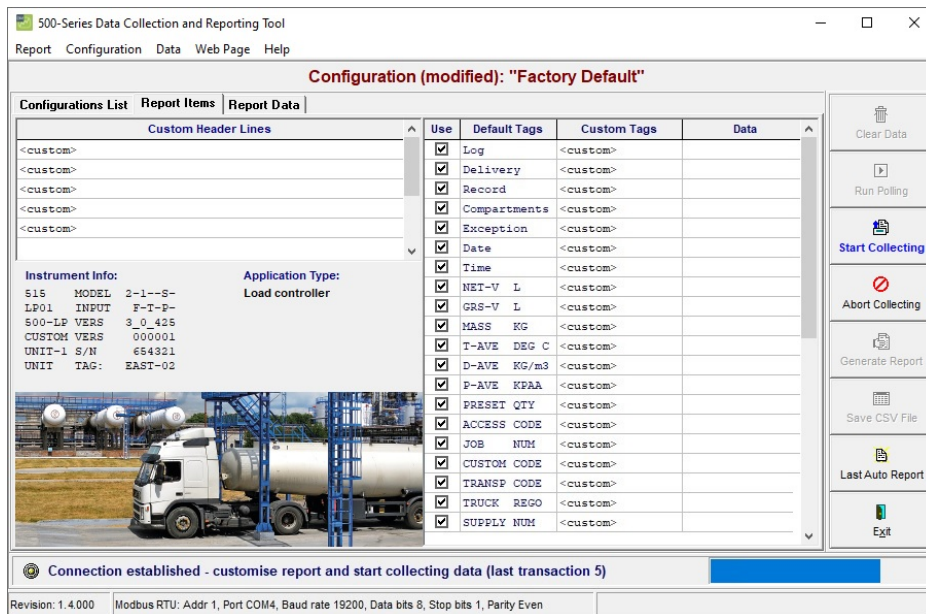 500-Series Data Collection and Reporting Tool
Report Configuration Data Web Page Help
Configuration (modified): "Factory Default"
Configurations List Report Items Report Data
Custom Header Lines
<custom>
<custom>
<custom>
<custom>
<custom>
Instrument Info:
515 MODEL 2-1--S-
LP01 INPUT F-T-P-
500-LP VERS 3_0_425
CUSTOM VERS 000001
UNIT-1 S/N 654321
UNIT TAG: EAST-02
Application Type:
Load controller
Use Default Tags Custom Tags Data
Log <custom>
Delivery <custom>
Record <custom>
Compartments <custom>
Exception <custom>
Date <custom>
Time <custom>
NET-V L <custom>
GRS-V L <custom>
MASS KG <custom>
T-AVE DEG C <custom>
D-AVE KG/m3 <custom>
P-AVE KPAA <custom>
PRESET QTY <custom>
ACCESS CODE <custom>
JOB NUM <custom>
CUSTOM CODE <custom>
TRANSP CODE <custom>
TRUCK REGO <custom>
SUPPLY NUM <custom>
Clear Data
Run Polling
Start Collecting
Abort Collecting
Generate Report
Save CSV File
Last Auto Report
Exit
Connection established - customise report and start collecting data (last transaction 5)
Revision: 1.4.000 Modbus RTU: Addr 1, Port COM4, Baud rate 19200, Data bits 8, Stop bits 1, Parity Even